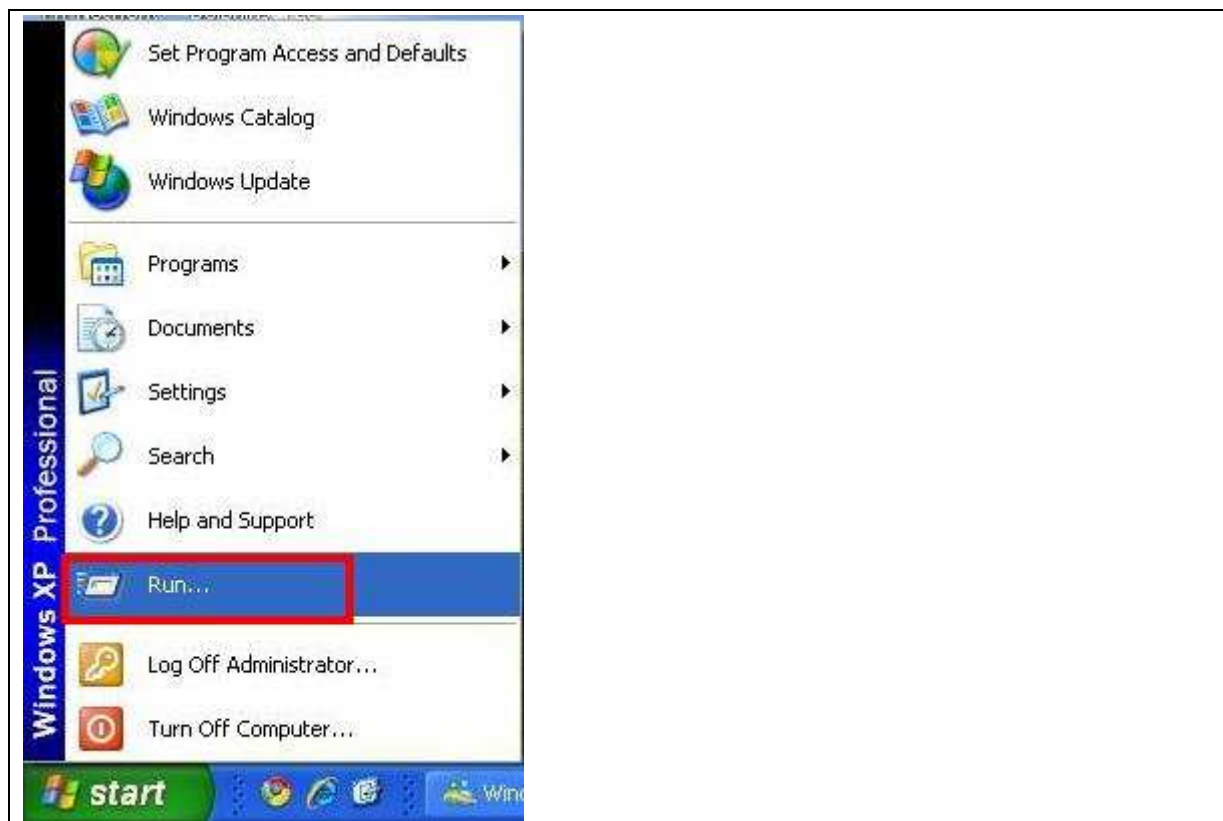 Set Program Access and Defaults
Windows Catalog
Windows Update
Programs
Documents
Settings
Search
Help and Support
Run...
Log Off Administrator...
Turn Off Computer...
Windows XP Professional
start